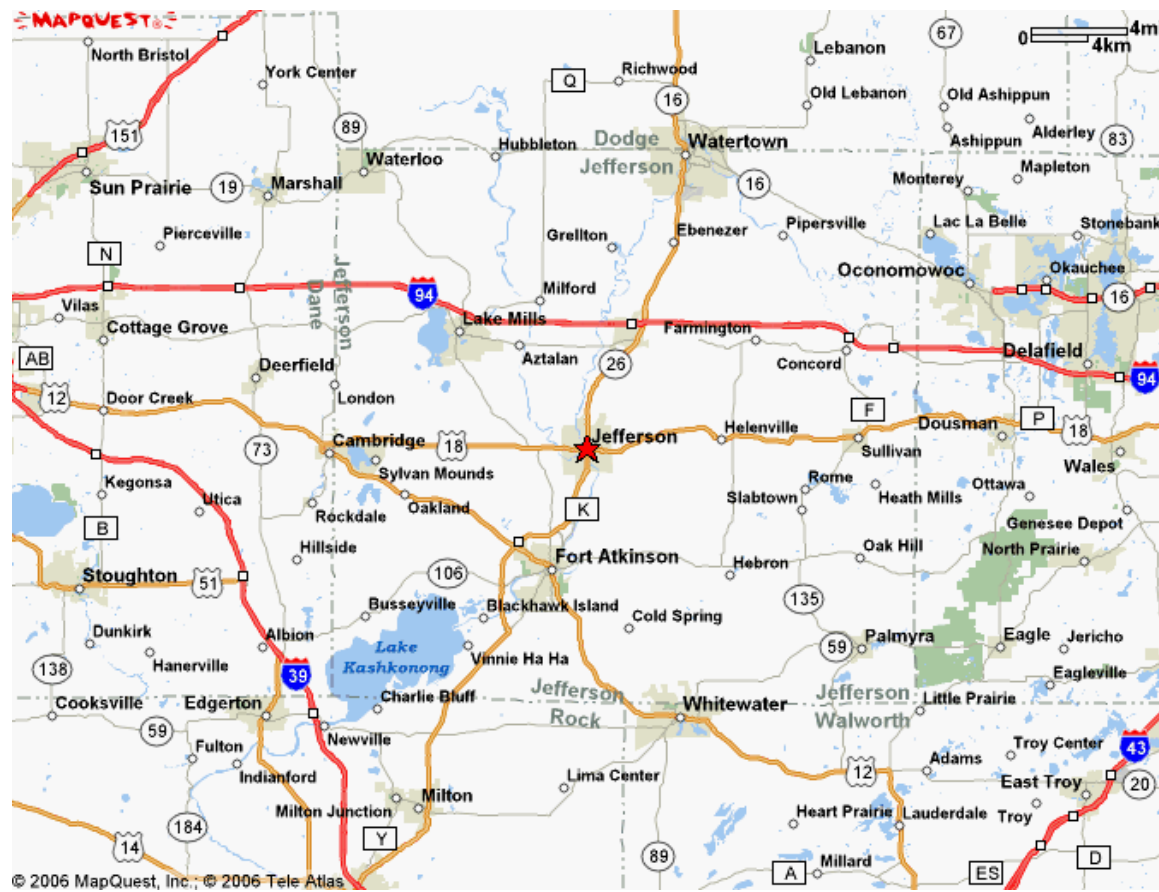 MAPQUEST
0 4m
4km
67
Lebanon
North Bristol
Richwood
Q
York Center
16
Old Lebanon
Old Ashippun
151
89
Alderley
Ashippun
83
Dodge
Watertown
Hubbleton
Waterloo
Jefferson
Mapleton
Sun Prairie
19
Marshall
16
Monterey
Pierceville
Grellton
Ebenezer
Pipersville
Lac La Belle
Stonebank
N
Jefferson
Dane
Oconomowoc
Okauchee
94
Milford
16
Vilas
Cottage Grove
Lake Mills
Farmington
AB
Aztalan
26
Concord
Delafield
Deerfield
94
12
Door Creek
London
F
P
Cambridge
18
Jefferson
Helenville
Dousman
18
73
Sullivan
Wales
Sylvan Mounds
Rome
Kegonsa
Utica
Oakland
Slabtown
Heath Mills
Ottawa
Rockdale
K
B
Genesee Depot
Hillside
Fort Atkinson
Oak Hill
North Prairie
Stoughton
51
106
Hebron
Busseyville
Blackhawk Island
Cold Spring
135
Dunkirk
Albion
Lake
Kashkonong
Palmyra
Eagle
Jericho
138
Hanerville
39
Vinnie Ha Ha
59
Eagleville
Jefferson
Jefferson
Little Prairie
Cooksville
Edgerton
Charlie Bluff
Whitewater
Rock
Walworth
59
Newville
Fulton
Troy Center
43
Indianford
Lima Center
12
Adams
East Troy
20
Milton Junction
Milton
Heart Prairie
Lauderdale
Troy
184
14
Y
89
A
Millard
ES
D
© 2006 MapQuest, Inc.; © 2006 Tele Atlas